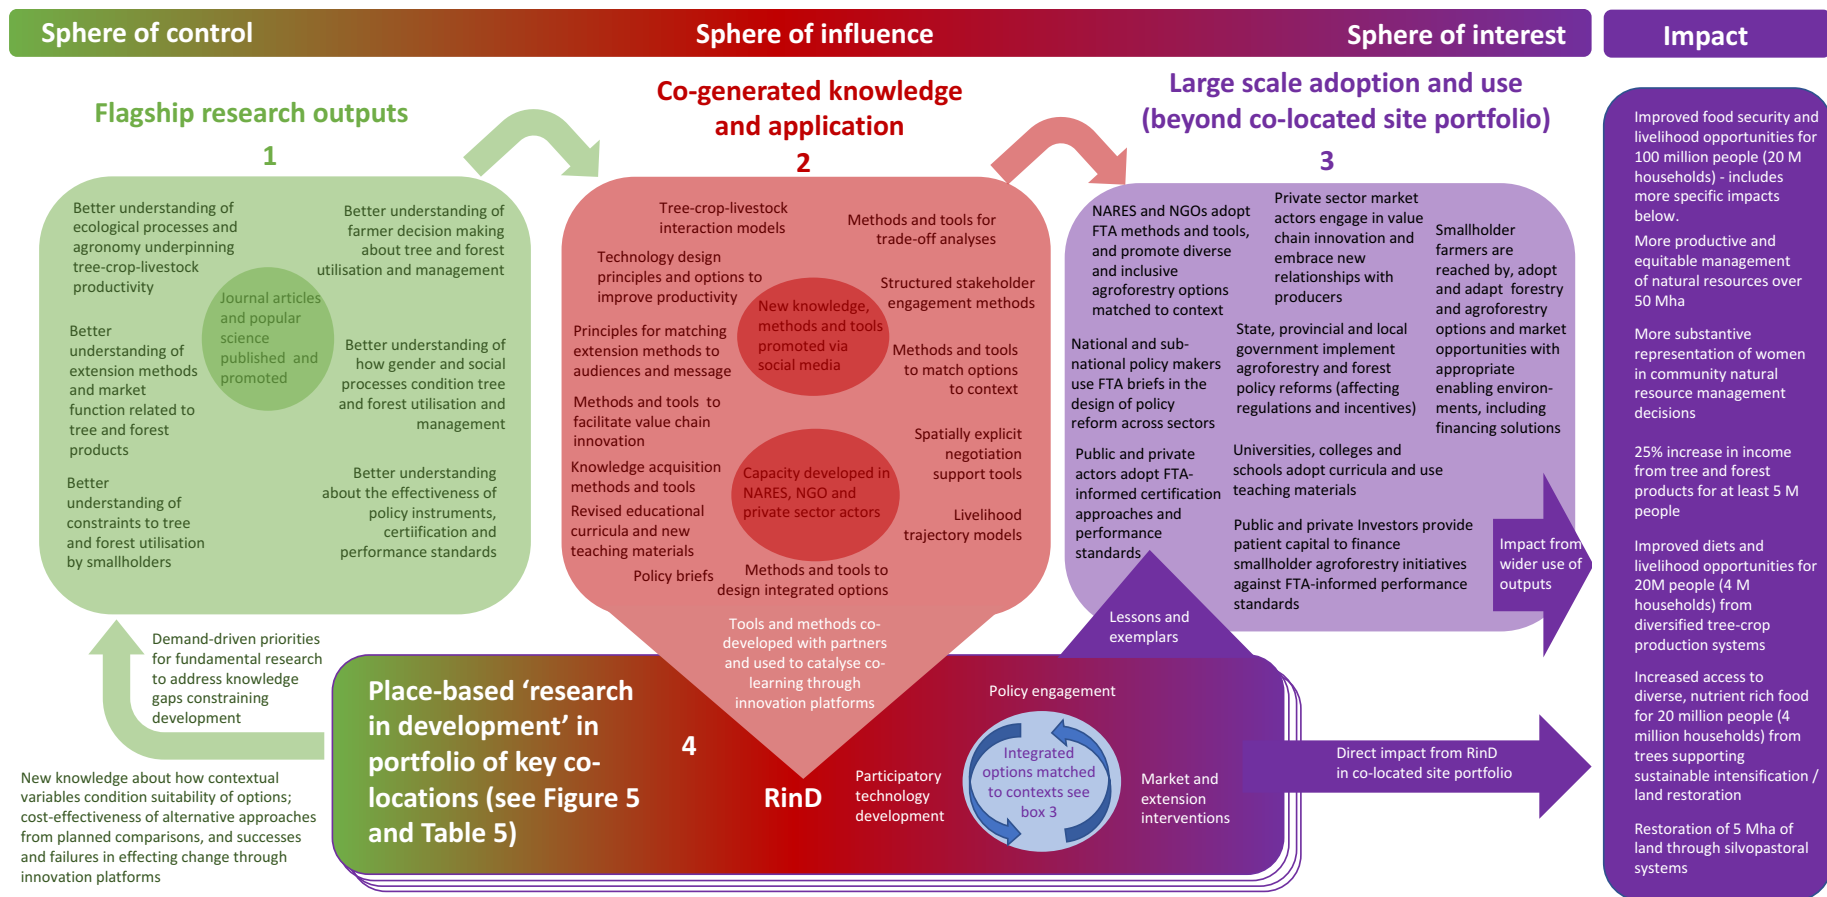 Sphere of control
Sphere of influence
Sphere of interest
Impact
Flagship research outputs
1
Better understanding of
ecological processes and
agronomy underpinning
tree-crop-livestock
productivity
Better understanding of
farmer decision making
about tree and forest
utilisation and management
Journal articles
and popular
science
published and
promoted
Better
understanding of
extension methods
and market
function related to
tree and forest
products
Better understanding of
how gender and social
processes condition tree
and forest utilisation and
management
Better
understanding of
constraints to tree
and forest utilisation
by smallholders
Better understanding
about the effectiveness of
policy instruments,
certiification and
performance standards
Co-generated knowledge
and application
2
Tree-crop-livestock
interaction models
Methods and tools for
trade-off analyses
Technology design
principles and options to
improve productivity
Structured stakeholder
engagement methods
New knowledge,
methods and tools
promoted via
social media
Principles for matching
extension methods to
audiences and message
Methods and tools
to match options
to context
Methods and tools to
facilitate value chain
innovation
Spatially explicit
negotiation
support tools
Knowledge acquisition
methods and tools
Capacity developed in
NARES, NGO and
private sector actors
Revised educational
curricula and new
teaching materials
Livelihood
trajectory models
Policy briefs
Methods and tools to
design integrated options
Tools and methods co-
developed with partners
and used to catalyse co-
learning through
innovation platforms
Large scale adoption and use
(beyond co-located site portfolio)
3
NARES and NGOs adopt
FTA methods and tools,
and promote diverse
and inclusive
agroforestry options
matched to context
Private sector market
actors engage in value
chain innovation and
embrace new
relationships with
producers
Smallholder
farmers are
reached by, adopt
and adapt forestry
and agroforestry
options and market
opportunities with
appropriate
enabling environ-
ments, including
financing solutions
National and sub-
national policy makers
use FTA briefs in the
design of policy
reform across sectors
State, provincial and local
government implement
agroforestry and forest
policy reforms (affecting
regulations and incentives)
Public and private
actors adopt FTA-
informed certification
approaches and
performance
standards
Universities, colleges and
schools adopt curricula and use
teaching materials
Public and private Investors provide
patient capital to finance
smallholder agroforestry initiatives
against FTA-informed performance
standards
Impact from
wider use of
outputs
Lessons and
exemplars
Demand-driven priorities
for fundamental research
to address knowledge
gaps constraining
development
New knowledge about how contextual
variables condition suitability of options;
cost-effectiveness of alternative approaches
from planned comparisons, and successes
and failures in effecting change through
innovation platforms
Place-based ‘research
in development’ in
portfolio of key co-
locations (see Figure 5
and Table 5)
4
RinD
Policy engagement
Participatory
technology
development
Integrated
options matched
to contexts see
box 3
Market and
extension
interventions
Direct impact from RinD
in co-located site portfolio
Improved food security and
livelihood opportunities for
100 million people (20 M
households) - includes
more specific impacts
below.
More productive and
equitable management
of natural resources over
50 Mha
More substantive
representation of women
in community natural
resource management
decisions
25% increase in income
from tree and forest
products for at least 5 M
people
Improved diets and
livelihood opportunities for
20M people (4 M
households) from
diversified tree-crop
production systems
Increased access to
diverse, nutrient rich food
for 20 million people (4
million households) from
trees supporting
sustainable intensification /
land restoration
Restoration of 5 Mha of
land through silvopastoral
systems